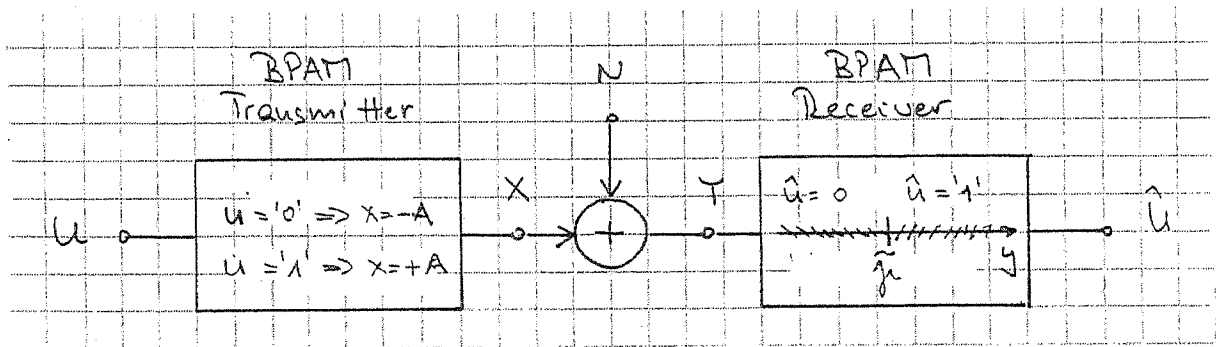 BPAM
Transmitter
N
BPAM
Receiver
U
u='0' => x=-A
u='1' => x=+A
X
+
Y
û=0 û='1'
y
Û